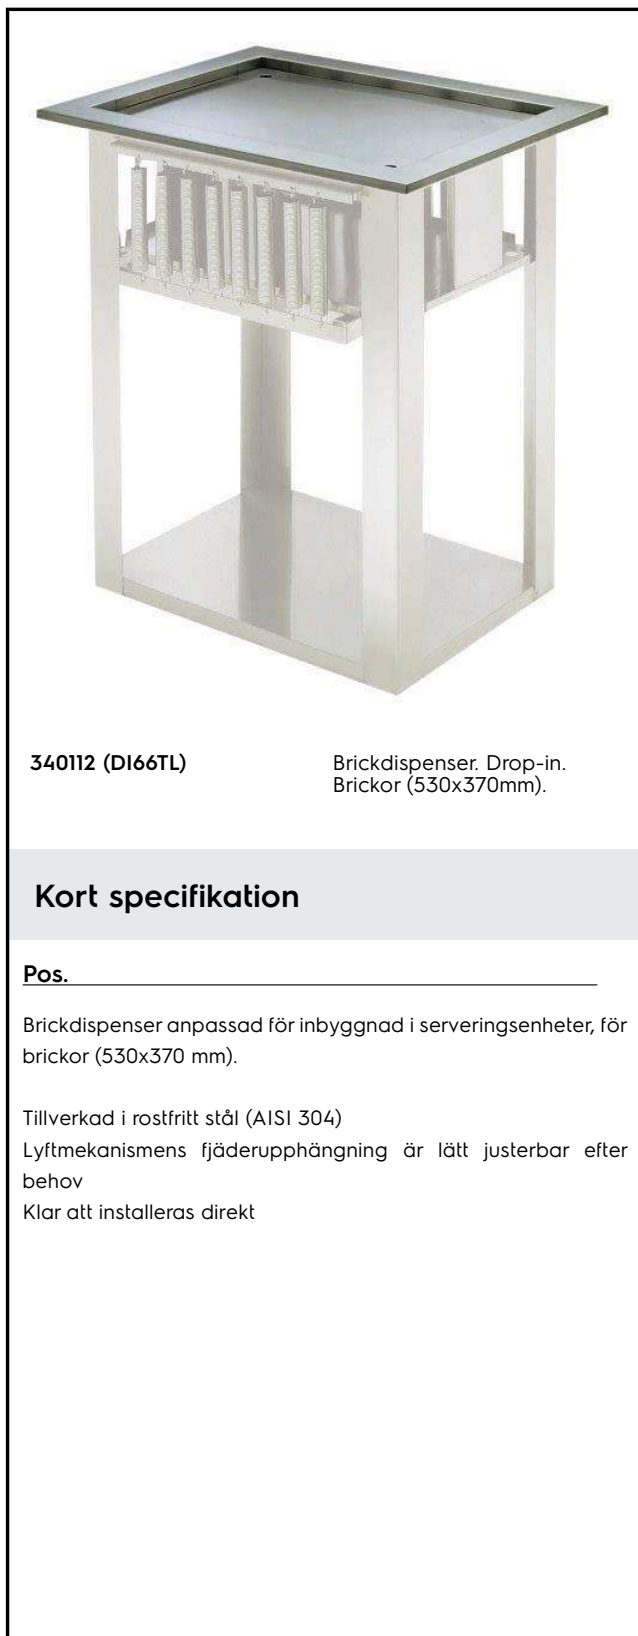 340112 (DI66TL)
Brickdispenser. Drop-in.
Brickor (530x370mm).
Kort specifikation
Pos.
Brickdispenser anpassad för inbyggnad i serveringsenheter, för
brickor (530x370 mm).
Tillverkad i rostfritt stål (AISI 304)
Lyftmekanismens fjäderupphängning är lätt justerbar efter
behov
Klar att installeras direkt